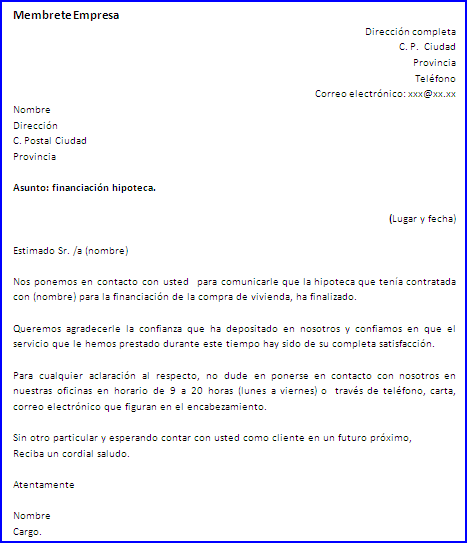 Membrete Empresa
Dirección completa
C. P. Ciudad
Provincia
Teléfono
Correo electrónico: xxx@xx.xx
Nombre
Dirección
C. Postal Ciudad
Provincia
Asunto: financiación hipoteca.
(Lugar y fecha)
Estimado Sr. /a (nombre)
Nos ponemos en contacto con usted para comunicarle que la hipoteca que tenía contratada
con (nombre) para la financiación de la compra de vivienda, ha finalizado.
Queremos agradecerle la confianza que ha depositado en nosotros y confiamos en que el
servicio que le hemos prestado durante este tiempo hay sido de su completa satisfacción.
Para cualquier aclaración al respecto, no dude en ponerse en contacto con nosotros en
nuestras oficinas en horario de 9 a 20 horas (lunes a viernes) o través de teléfono, carta,
correo electrónico que figuran en el encabezamiento.
Sin otro particular y esperando contar con usted como cliente en un futuro próximo,
Reciba un cordial saludo.
Atentamente
Nombre
Cargo.